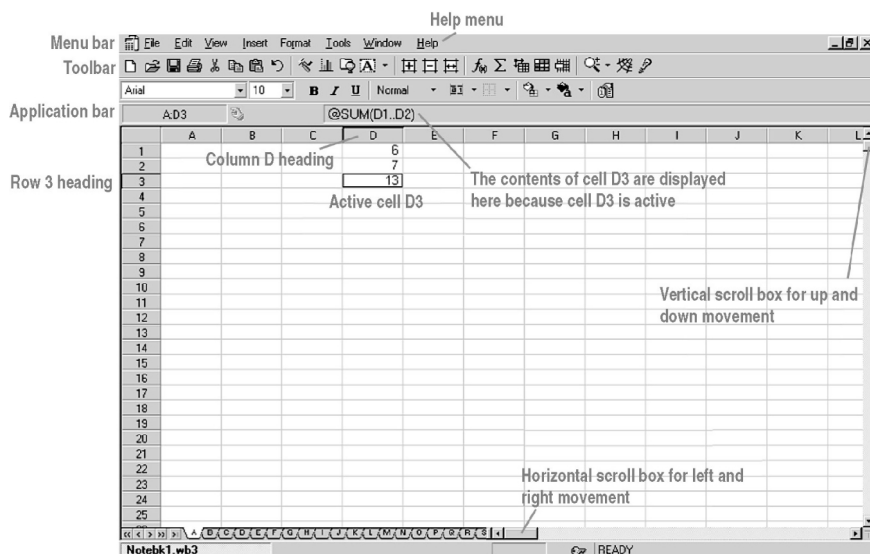 Help menu
Menu bar
File Edit View Insert Format Tools Window Help
Toolbar
Arial 10 B I U Normal
Application bar
A:D3 @SUM(D1..D2)
A B C D E F G H I J K L
1 6
Column D heading
2 7
Row 3 heading
3 13
The contents of cell D3 are displayed
here because cell D3 is active
Active cell D3
4
5
6
7
8
9
10
Vertical scroll box for up and
down movement
11
12
13
14
15
16
17
18
19
20
21
22
Horizontal scroll box for left and
right movement
23
24
25
A B C D E F G H I J K L M N O P Q R S
Notebk1.wb3 READY